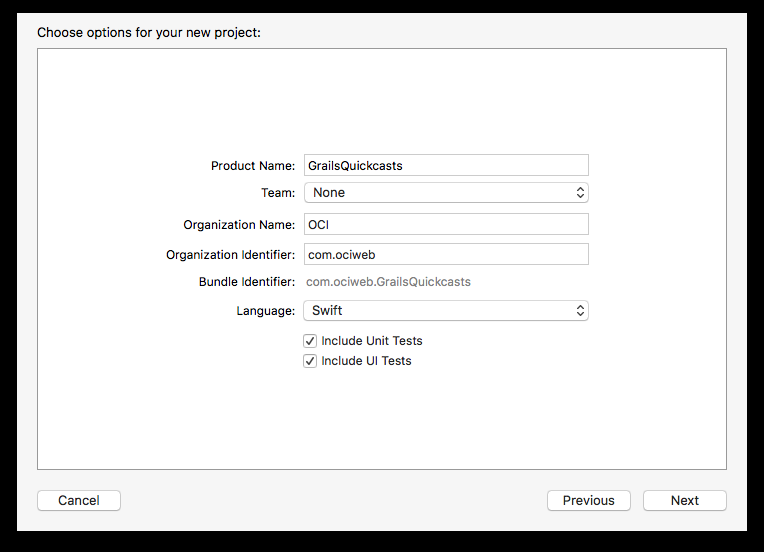 Choose options for your new project:
Product Name: GrailsQuickcasts
Team: None
Organization Name: OCI
Organization Identifier: com.ociweb
Bundle Identifier: com.ociweb.GrailsQuickcasts
Language: Swift
Include Unit Tests
Include UI Tests
Cancel Previous Next